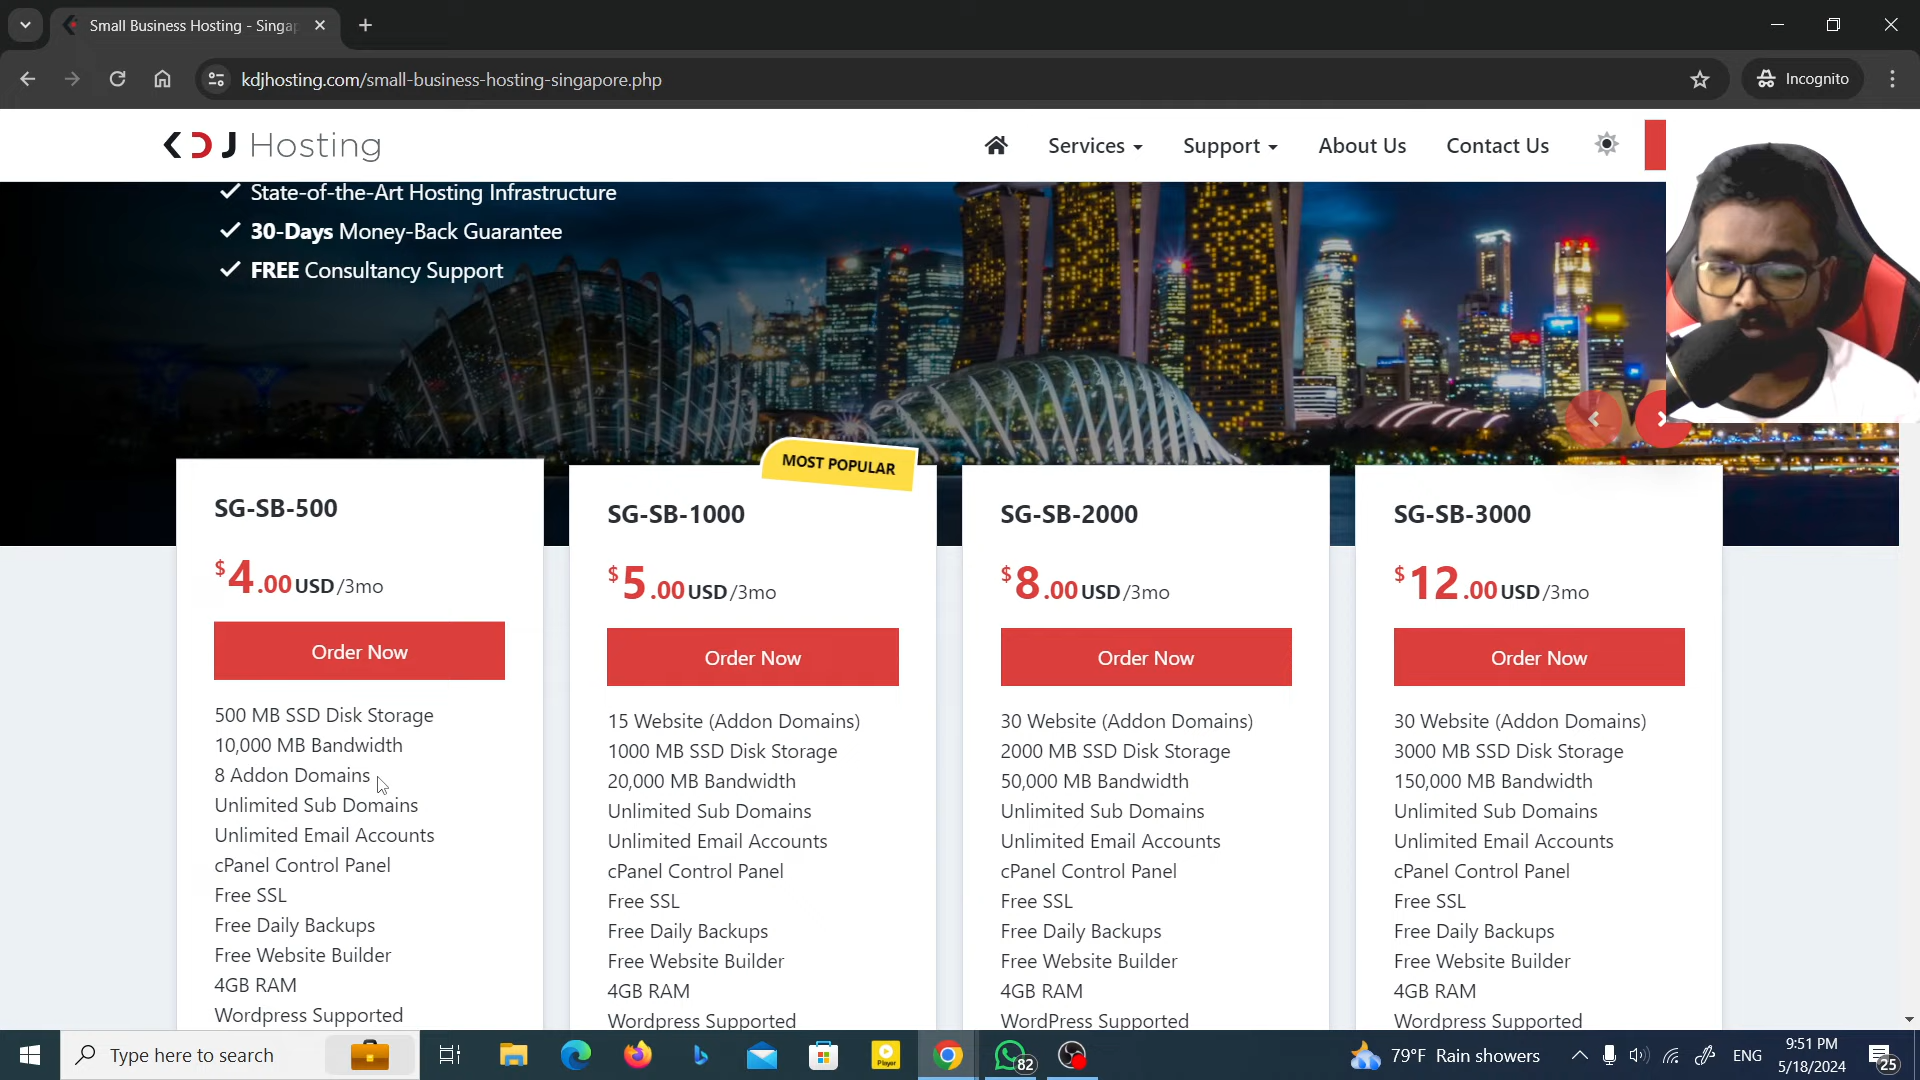 Small Business Hosting - Singap
kdjhosting.com/small-business-hosting-singapore.php
Incognito
KDJ Hosting
Services
Support
About Us
Contact Us
State-of-the-Art Hosting Infrastructure
30-Days Money-Back Guarantee
FREE Consultancy Support
SG-SB-500
$4.00 USD/3mo
Order Now
500 MB SSD Disk Storage
10,000 MB Bandwidth
8 Addon Domains
Unlimited Sub Domains
Unlimited Email Accounts
cPanel Control Panel
Free SSL
Free Daily Backups
Free Website Builder
4GB RAM
Wordpress Supported
MOST POPULAR
SG-SB-1000
$5.00 USD/3mo
Order Now
15 Website (Addon Domains)
1000 MB SSD Disk Storage
20,000 MB Bandwidth
Unlimited Sub Domains
Unlimited Email Accounts
cPanel Control Panel
Free SSL
Free Daily Backups
Free Website Builder
4GB RAM
Wordpress Supported
SG-SB-2000
$8.00 USD/3mo
Order Now
30 Website (Addon Domains)
2000 MB SSD Disk Storage
50,000 MB Bandwidth
Unlimited Sub Domains
Unlimited Email Accounts
cPanel Control Panel
Free SSL
Free Daily Backups
Free Website Builder
4GB RAM
WordPress Supported
SG-SB-3000
$12.00 USD/3mo
Order Now
30 Website (Addon Domains)
3000 MB SSD Disk Storage
150,000 MB Bandwidth
Unlimited Sub Domains
Unlimited Email Accounts
cPanel Control Panel
Free SSL
Free Daily Backups
Free Website Builder
4GB RAM
Wordpress Supported
Type here to search
Player
82
79°F Rain showers
ENG
9:51 PM
5/18/2024
25